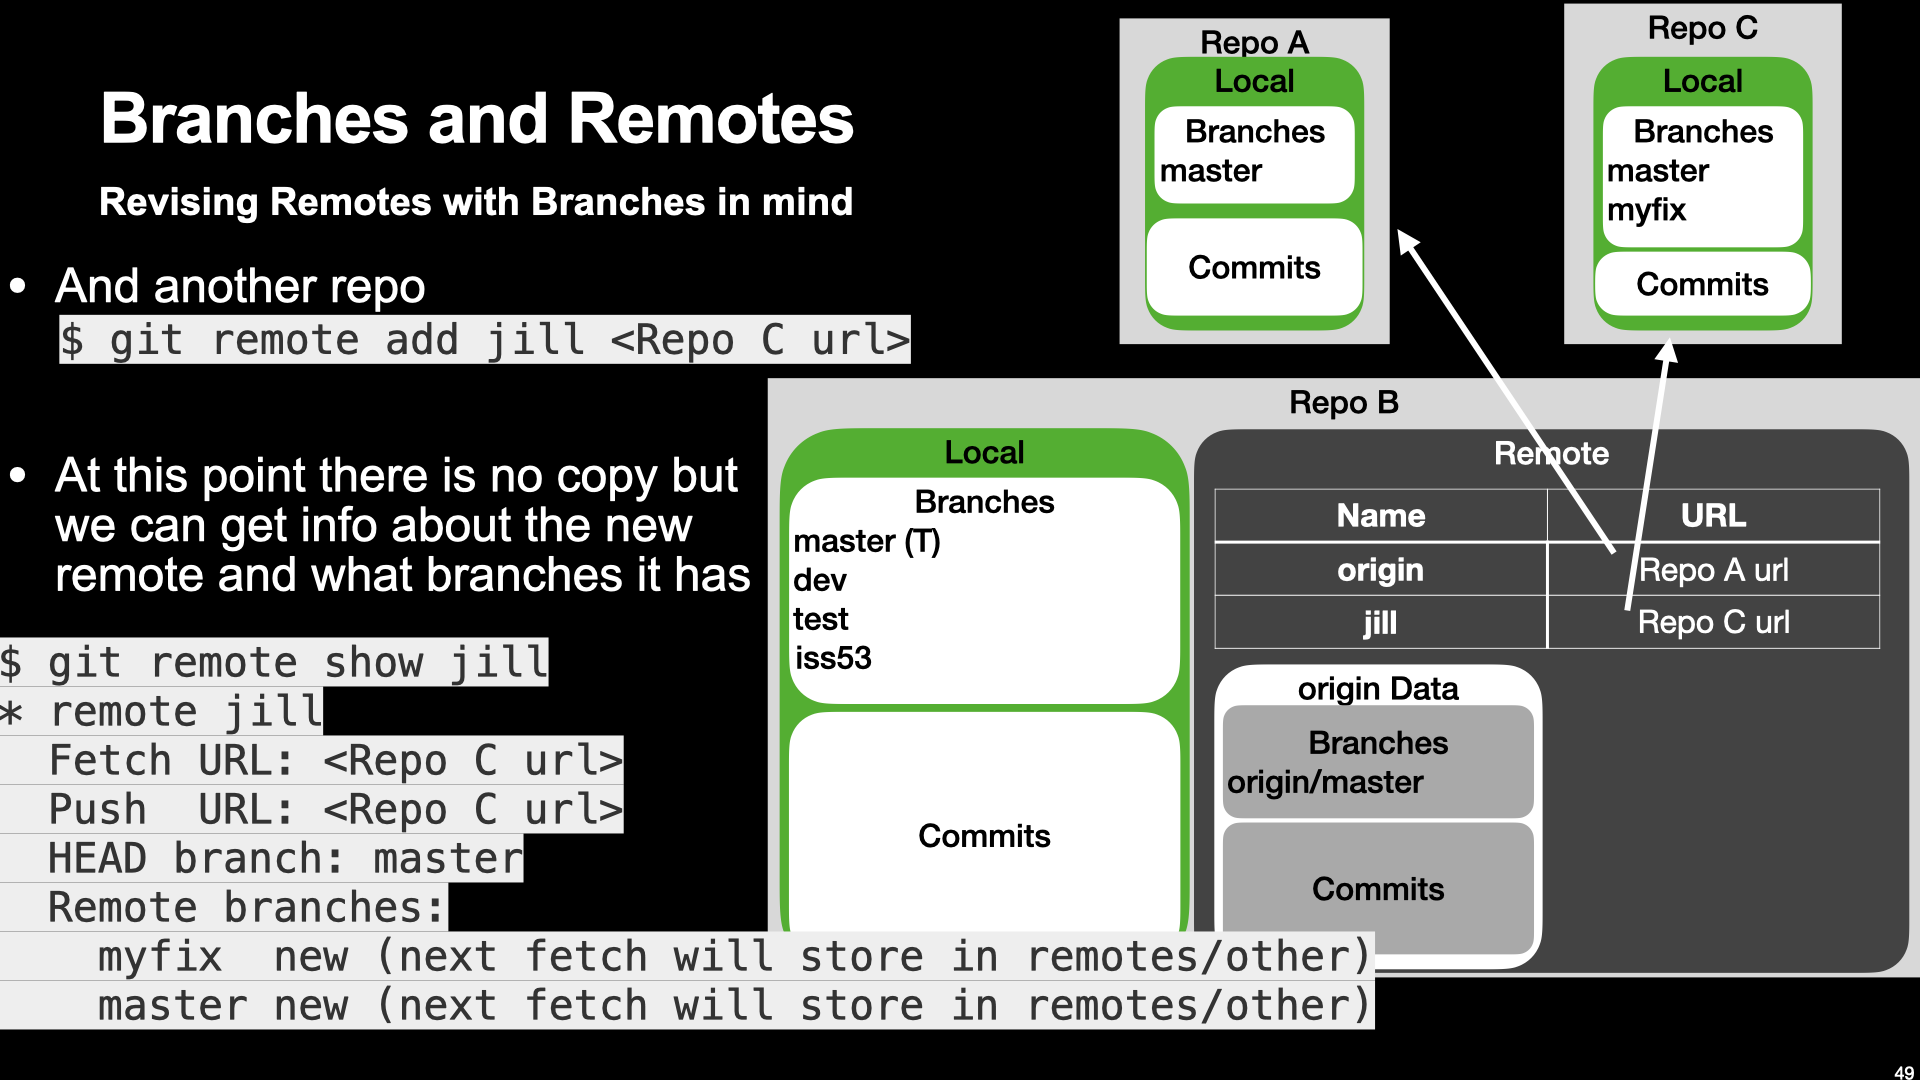 Branches and Remotes
Revising Remotes with Branches in mind
• And another repo
$ git remote add jill <Repo C url>
• At this point there is no copy but
we can get info about the new
remote and what branches it has
$ git remote show jill
* remote jill
  Fetch URL: <Repo C url>
  Push  URL: <Repo C url>
  HEAD branch: master
  Remote branches:
    myfix  new (next fetch will store in remotes/other)
    master new (next fetch will store in remotes/other)
Repo A
Local
Branches
master
Commits
Repo C
Local
Branches
master
myfix
Commits
Repo B
Local
Branches
master (T)
dev
test
iss53
Commits
Remote
Name URL
origin Repo A url
jill Repo C url
origin Data
Branches
origin/master
Commits
49